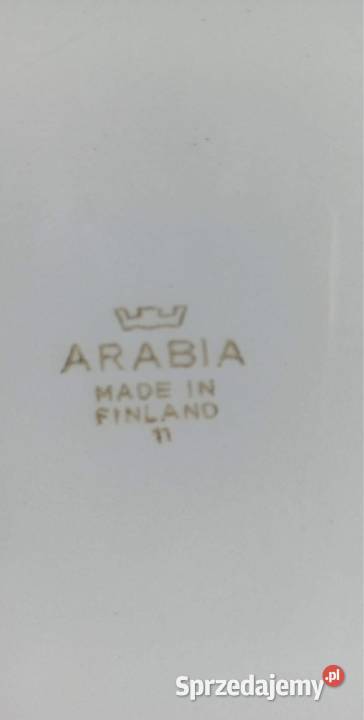 ARABIA
MADE IN
FINLAND
11
Sprzedajemy.pl